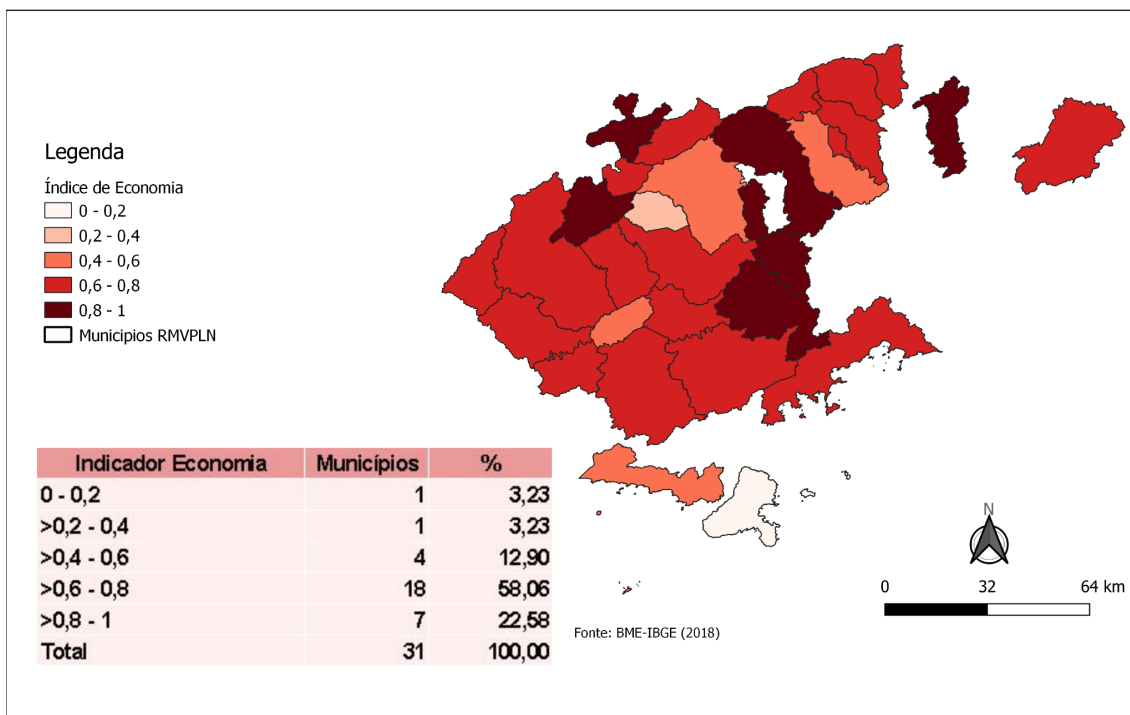 Legenda
Índice de Economia
0 - 0,2
0,2 - 0,4
0,4 - 0,6
0,6 - 0,8
0,8 - 1
Municipios RMVPLN
Indicador Economia Municípios %
0 - 0,2 1 3,23
>0,2 - 0,4 1 3,23
>0,4 - 0,6 4 12,90
>0,6 - 0,8 18 58,06
>0,8 - 1 7 22,58
Total 31 100,00
N
0 32 64 km
Fonte: BME-IBGE (2018)